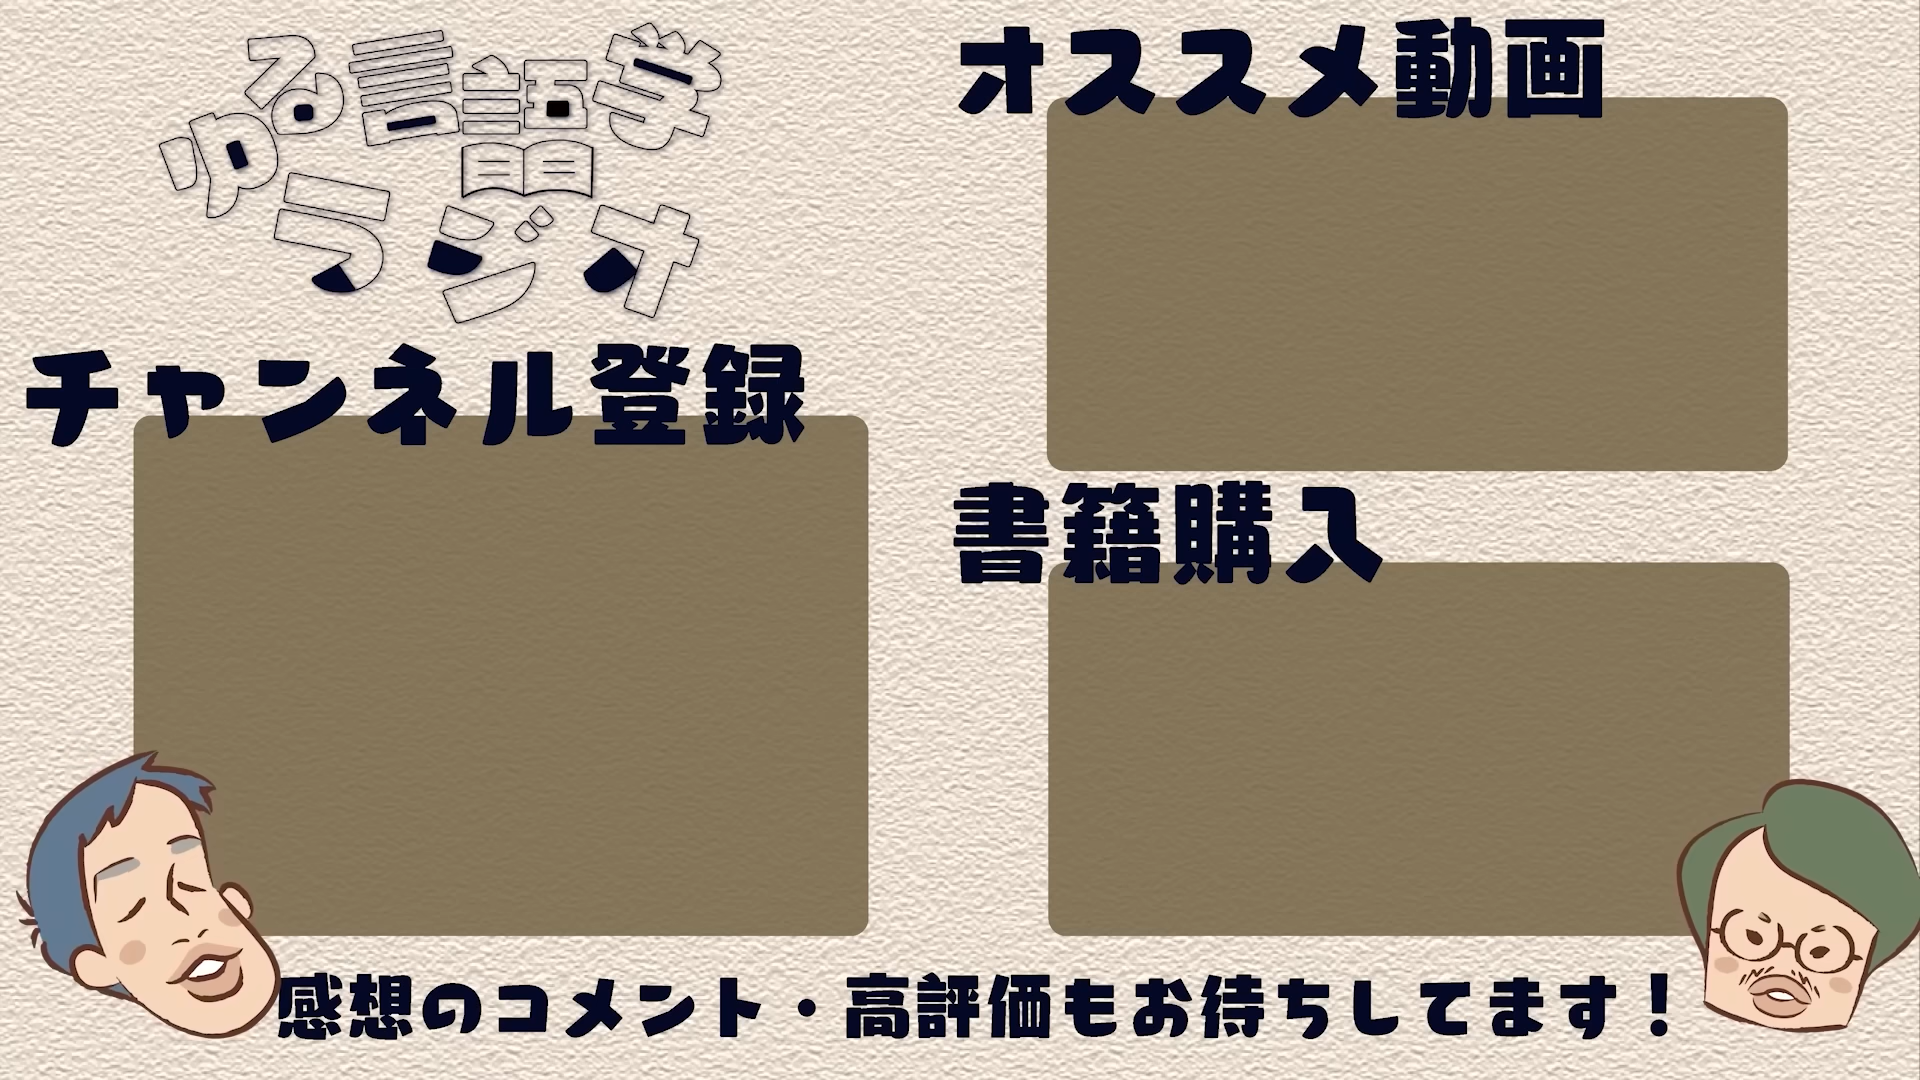 ゆる言語学
ラジオ
チャンネル登録
オススメ動画
書籍購入
感想のコメント・高評価もお待ちしてます!